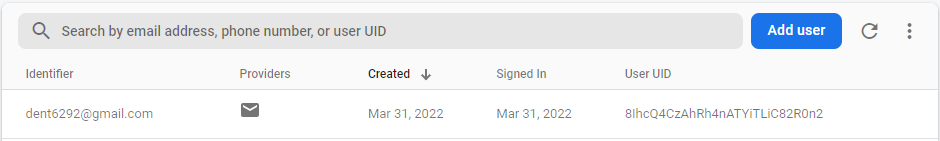 Search by email address, phone number, or user UID
Add user
Identifier Providers Created Signed In User UID
dent6292@gmail.com Mar 31, 2022 Mar 31, 2022 8IhcQ4CzAhRh4nATYiTLiC82R0n2